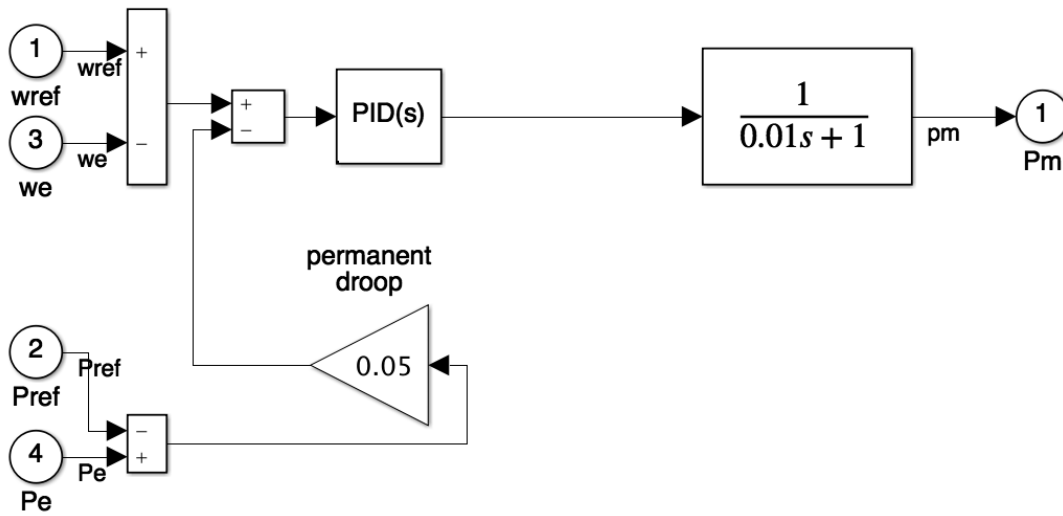 1
wref
wref
+
−
3
we
we
+
−
PID(s)
1
0.01s + 1
pm
1
Pm
permanent
droop
0.05
2
Pref
Pref
−
+
4
Pe
Pe